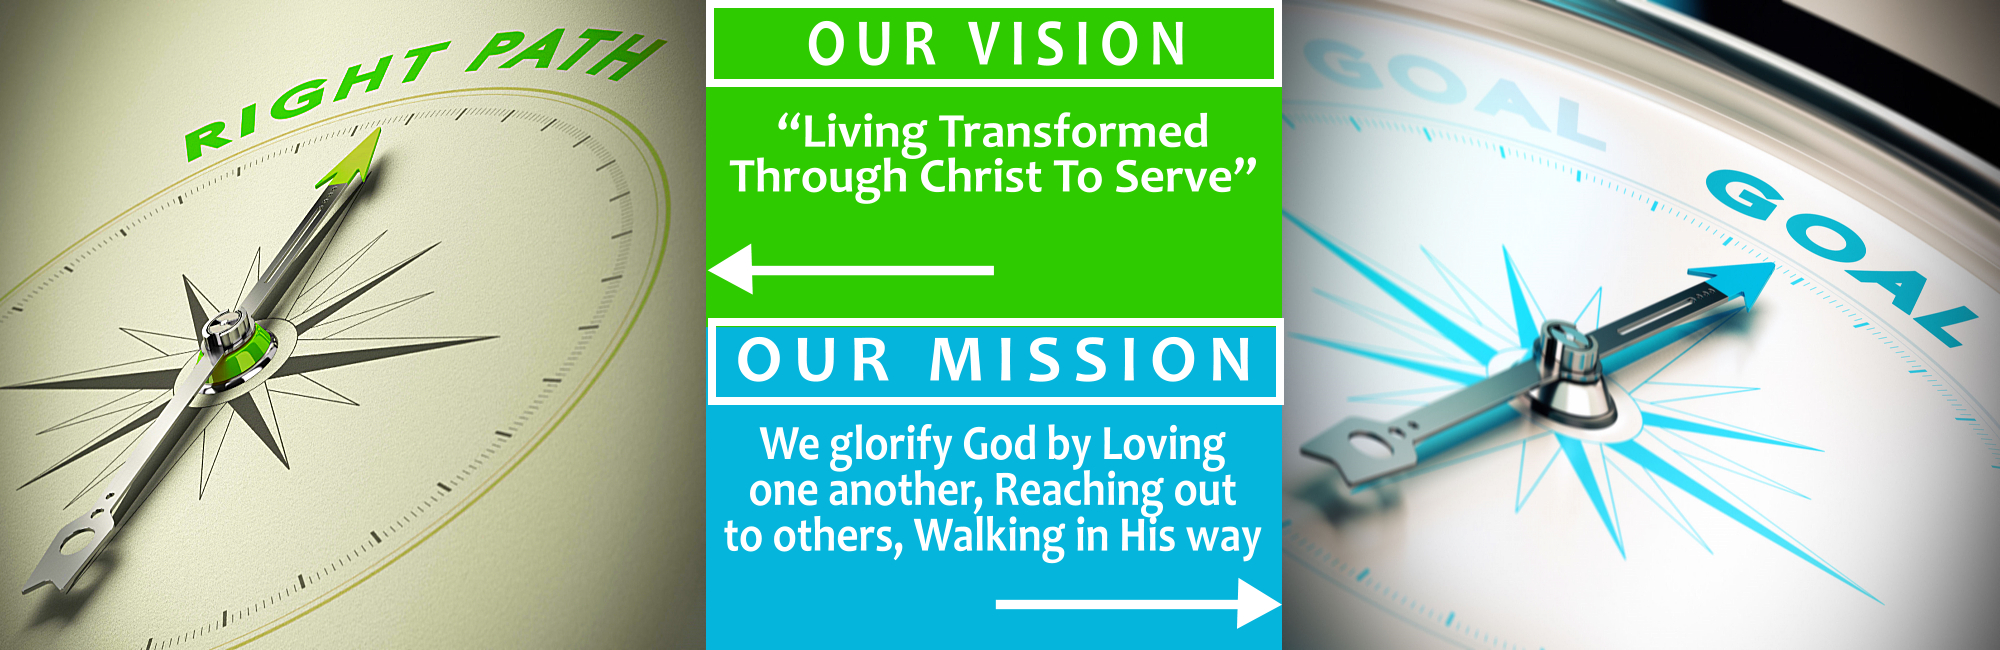 RIGHT PATH
OUR VISION
“Living Transformed
Through Christ To Serve”
OUR MISSION
We glorify God by Loving
one another, Reaching out
to others, Walking in His way
GOAL
GOAL